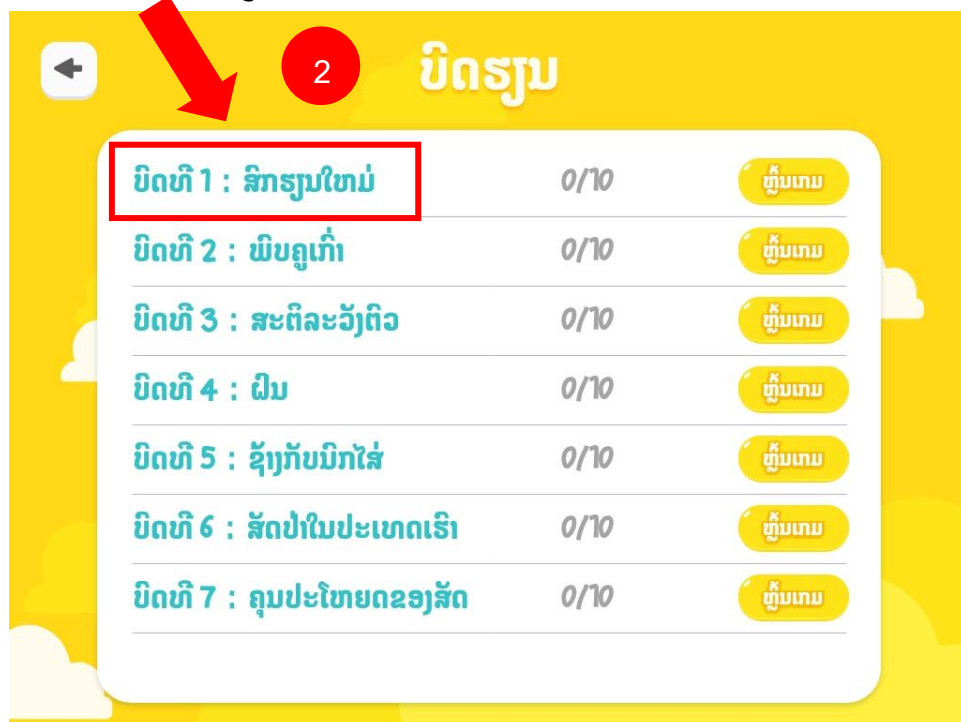 2
ບົດຮຽນ
ບົດທີ 1 : ສົກຮຽນໃຫມ່ 0/10 ຫຼິ້ນເກມ
ບົດທີ 2 : ພົບຄູເກົ່າ 0/10 ຫຼິ້ນເກມ
ບົດທີ 3 : ສະຕິລະວັງຕົວ 0/10 ຫຼິ້ນເກມ
ບົດທີ 4 : ຝົນ 0/10 ຫຼິ້ນເກມ
ບົດທີ 5 : ຊ້າງກັບນົກໄສ່ 0/10 ຫຼິ້ນເກມ
ບົດທີ 6 : ສັດປ່າໃນປະເທດເຮົາ 0/10 ຫຼິ້ນເກມ
ບົດທີ 7 : ຄຸນປະໂຫຍດຂອງສັດ 0/10 ຫຼິ້ນເກມ